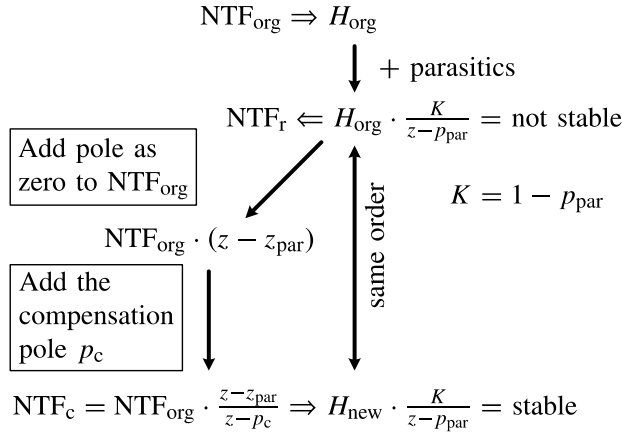 NTF_org ⇒ H_org
+ parasitics
NTF_r ⇐ H_org · K/(z−p_par) = not stable
Add pole as
zero to NTF_org
K = 1 − p_par
same order
NTF_org · (z − z_par)
Add the
compensation
pole p_c
NTF_c = NTF_org · (z−z_par)/(z−p_c) ⇒ H_new · K/(z−p_par) = stable